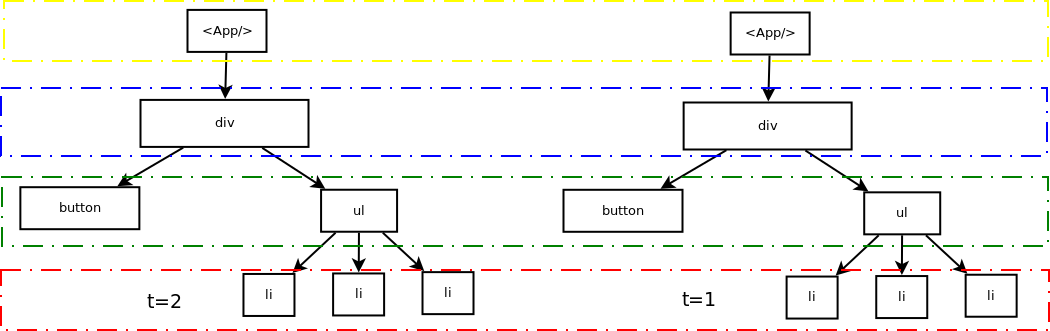 <App/>
<App/>
div
div
button
ul
button
ul
li
li
li
t=2
li
li
li
t=1